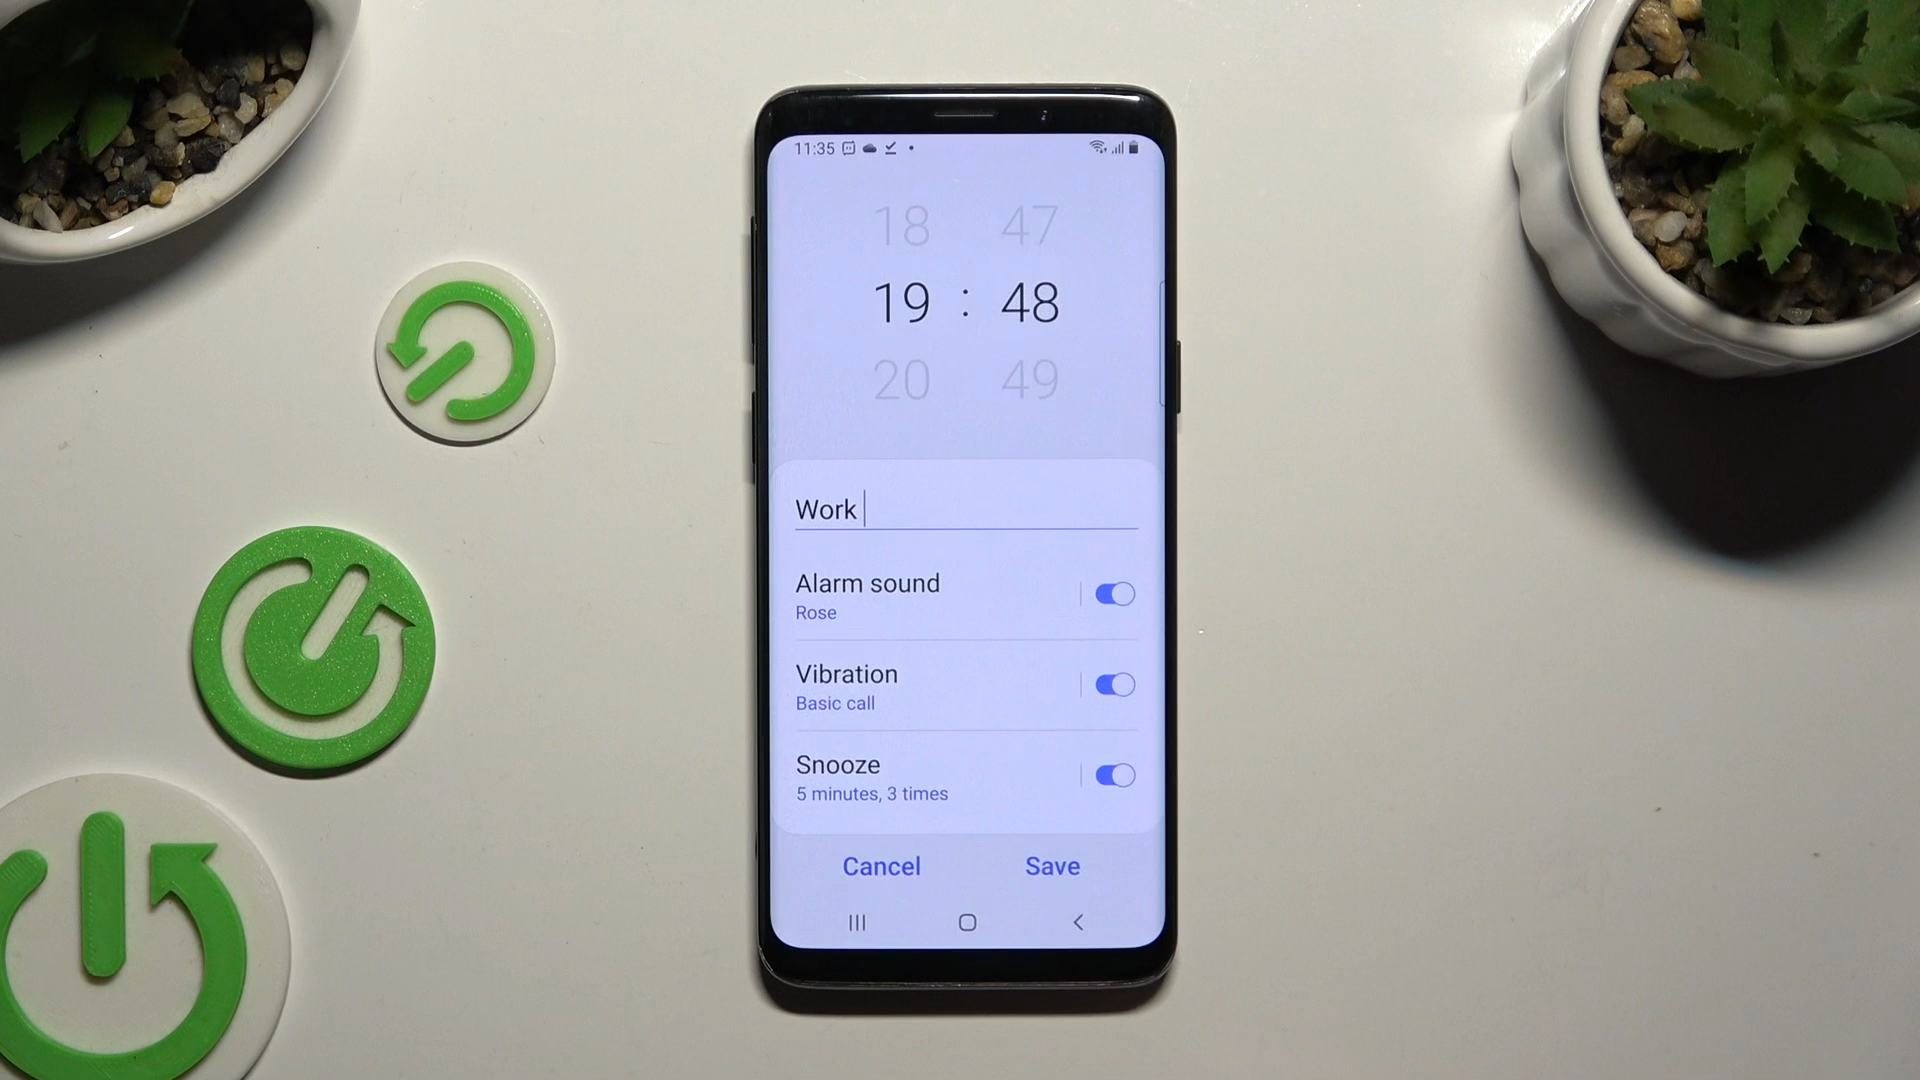 11:35
18 47
19 : 48
20 49
Work
Alarm sound
Rose
Vibration
Basic call
Snooze
5 minutes, 3 times
Cancel Save